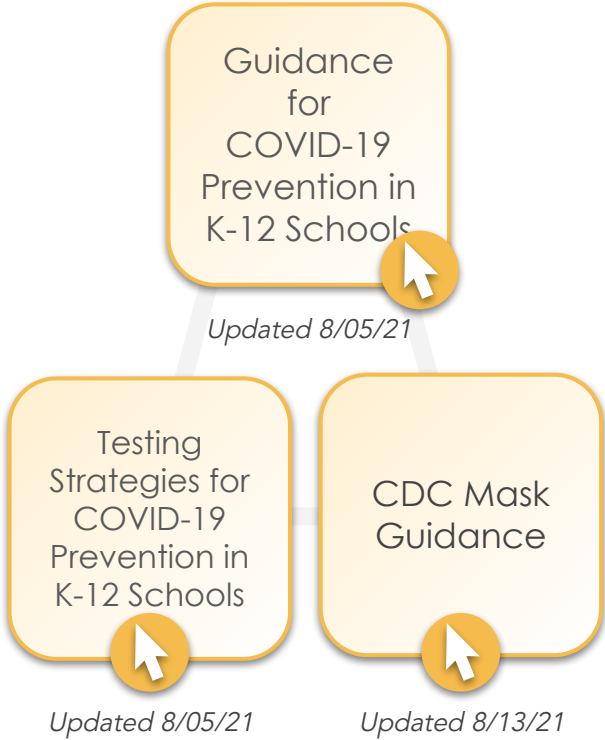 Guidance
for
COVID-19
Prevention in
K-12 Schools
Updated 8/05/21
Testing
Strategies for
COVID-19
Prevention in
K-12 Schools
Updated 8/05/21
CDC Mask
Guidance
Updated 8/13/21